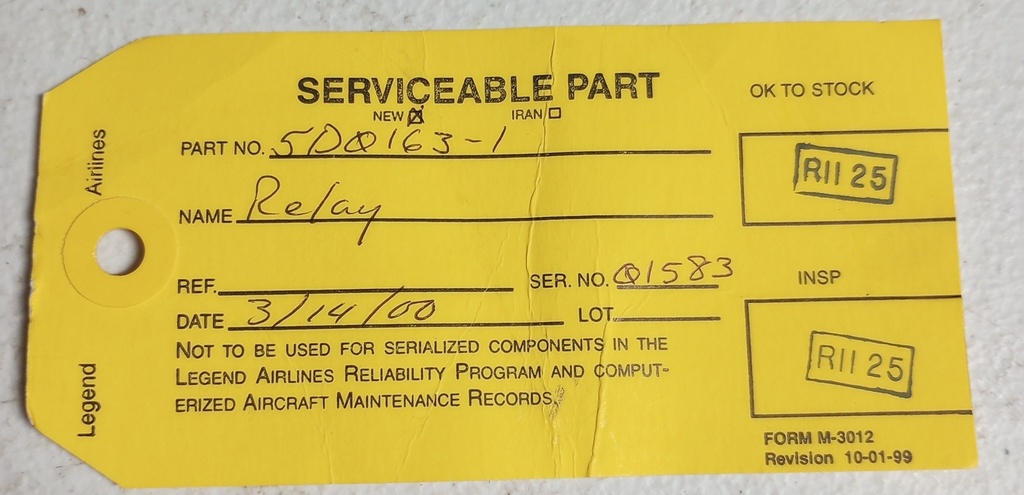 SERVICEABLE PART
NEW ☒ IRAN ☐
PART NO. 5DQ163-1
NAME Relay
REF.
SER. NO. Q1583
DATE 3/14/00
LOT
NOT TO BE USED FOR SERIALIZED COMPONENTS IN THE
LEGEND AIRLINES RELIABILITY PROGRAM AND COMPUT-
ERIZED AIRCRAFT MAINTENANCE RECORDS.
OK TO STOCK
RII 25
INSP
RII 25
FORM M-3012
Revision 10-01-99
Legend Airlines